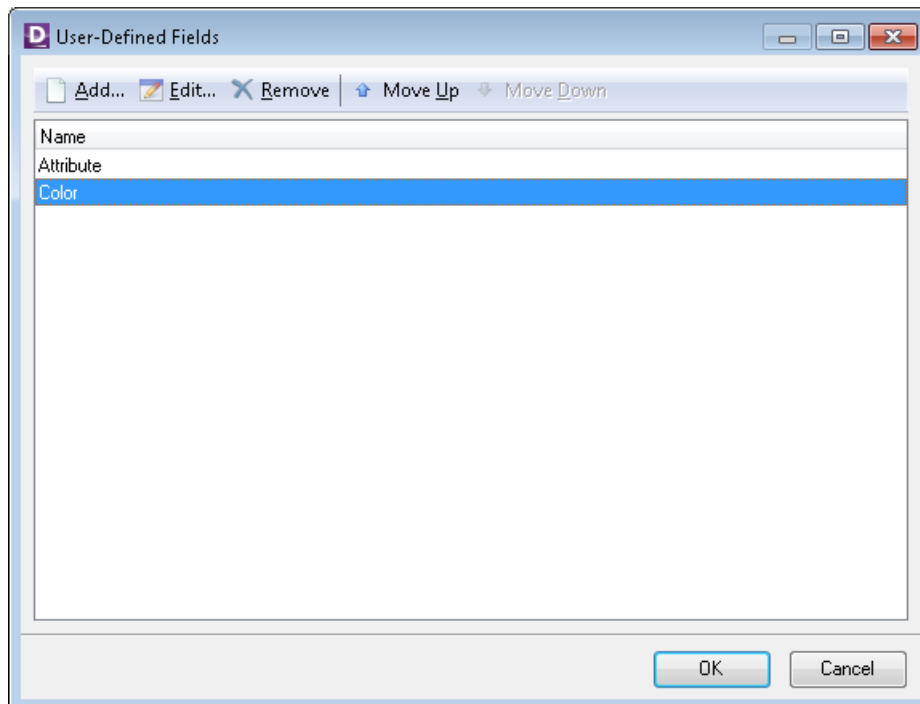 User-Defined Fields
Add... Edit... Remove Move Up Move Down
Name
Attribute
Color
OK Cancel